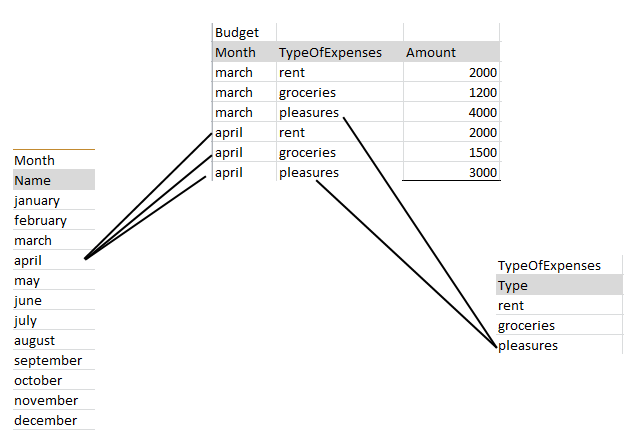 Budget
Month TypeOfExpenses Amount
march rent 2000
march groceries 1200
march pleasures 4000
april rent 2000
april groceries 1500
april pleasures 3000
Month
Name
january
february
march
april
may
june
july
august
september
october
november
december
TypeOfExpenses
Type
rent
groceries
pleasures